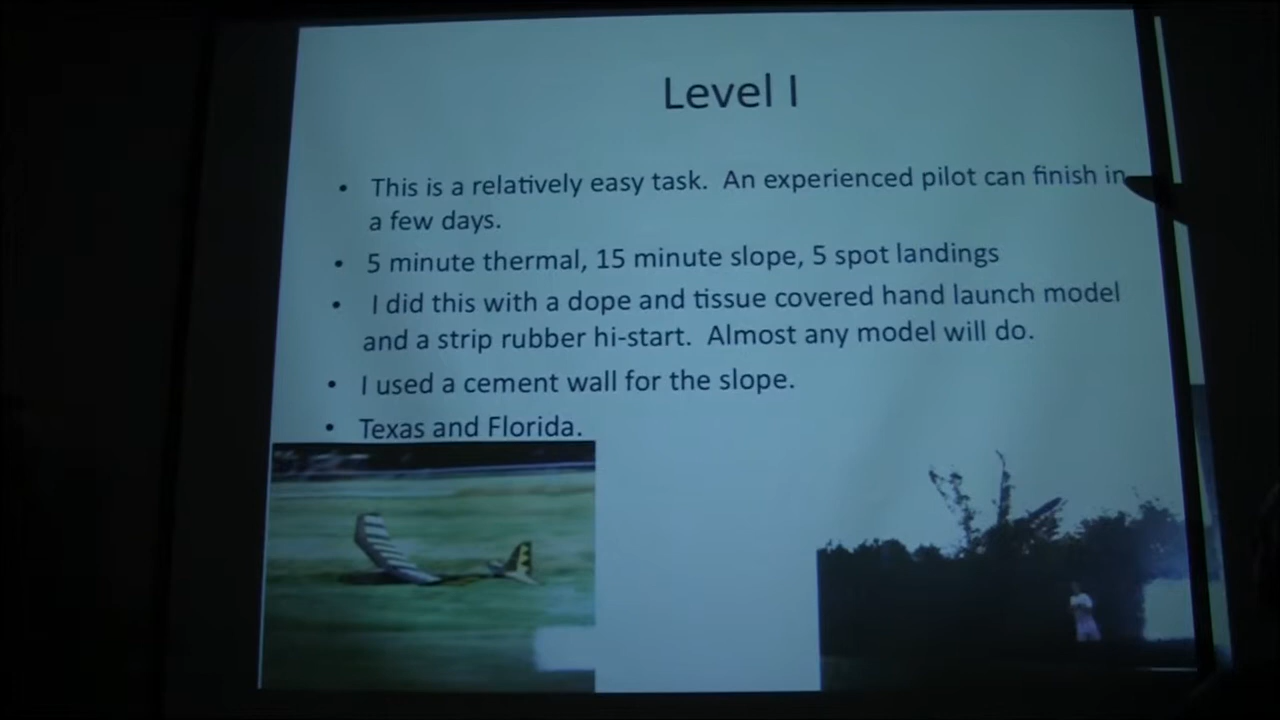 Level I
• This is a relatively easy task. An experienced pilot can finish in
a few days.
• 5 minute thermal, 15 minute slope, 5 spot landings
• I did this with a dope and tissue covered hand launch model
and a strip rubber hi-start. Almost any model will do.
• I used a cement wall for the slope.
• Texas and Florida.